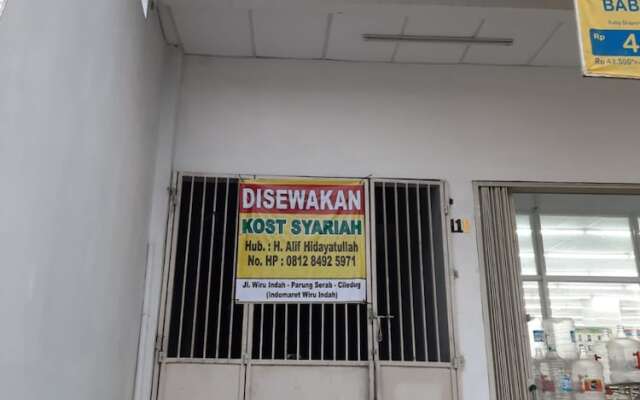 DISEWAKAN
KOST SYARIAH
Hub. : H. Alif Hidayatullah
No. HP : 0812 8492 5971
Jl. Wiru Indah - Parung Serab - Ciledug
(Indomaret Wiru Indah)
BAB
Rp 4